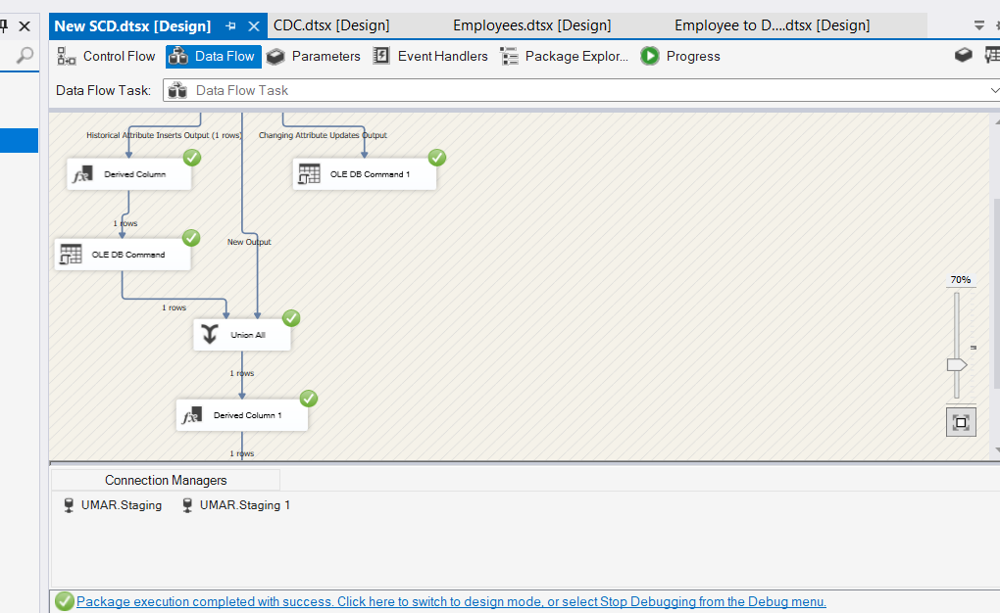 New SCD.dtsx [Design]
CDC.dtsx [Design]
Employees.dtsx [Design]
Employee to D....dtsx [Design]
Control Flow
Data Flow
Parameters
Event Handlers
Package Explor...
Progress
Data Flow Task:
Data Flow Task
Historical Attribute Inserts Output (1 rows)
Changing Attribute Updates Output
Derived Column
OLE DB Command 1
1 rows
New Output
OLE DB Command
1 rows
Union All
1 rows
Derived Column 1
1 rows
70%
Connection Managers
UMAR.Staging
UMAR.Staging 1
Package execution completed with success. Click here to switch to design mode, or select Stop Debugging from the Debug menu.